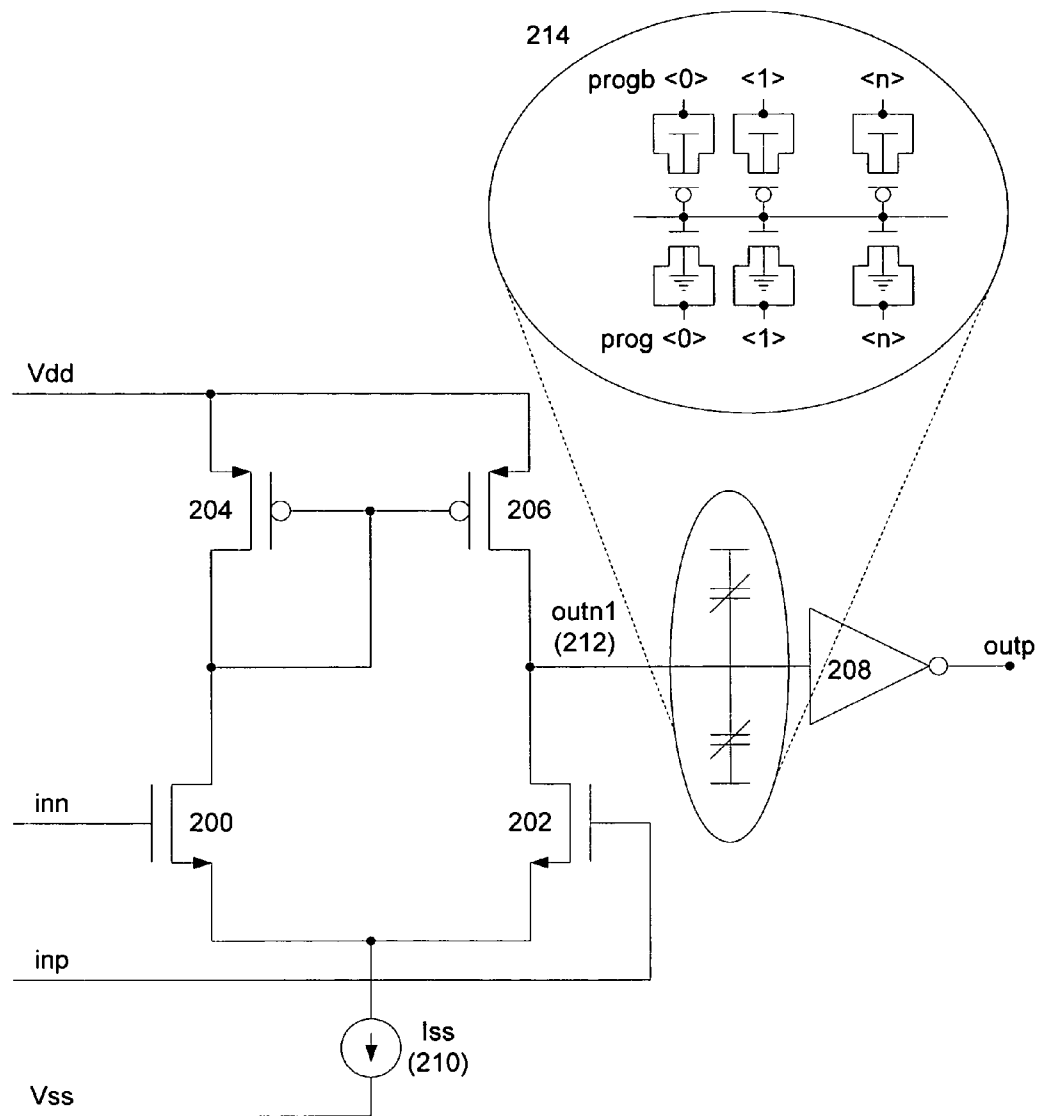 214
progb <0> <1> <n>
prog <0> <1> <n>
Vdd
204
206
outn1
(212)
208
outp
inn
200
202
inp
Iss
(210)
Vss